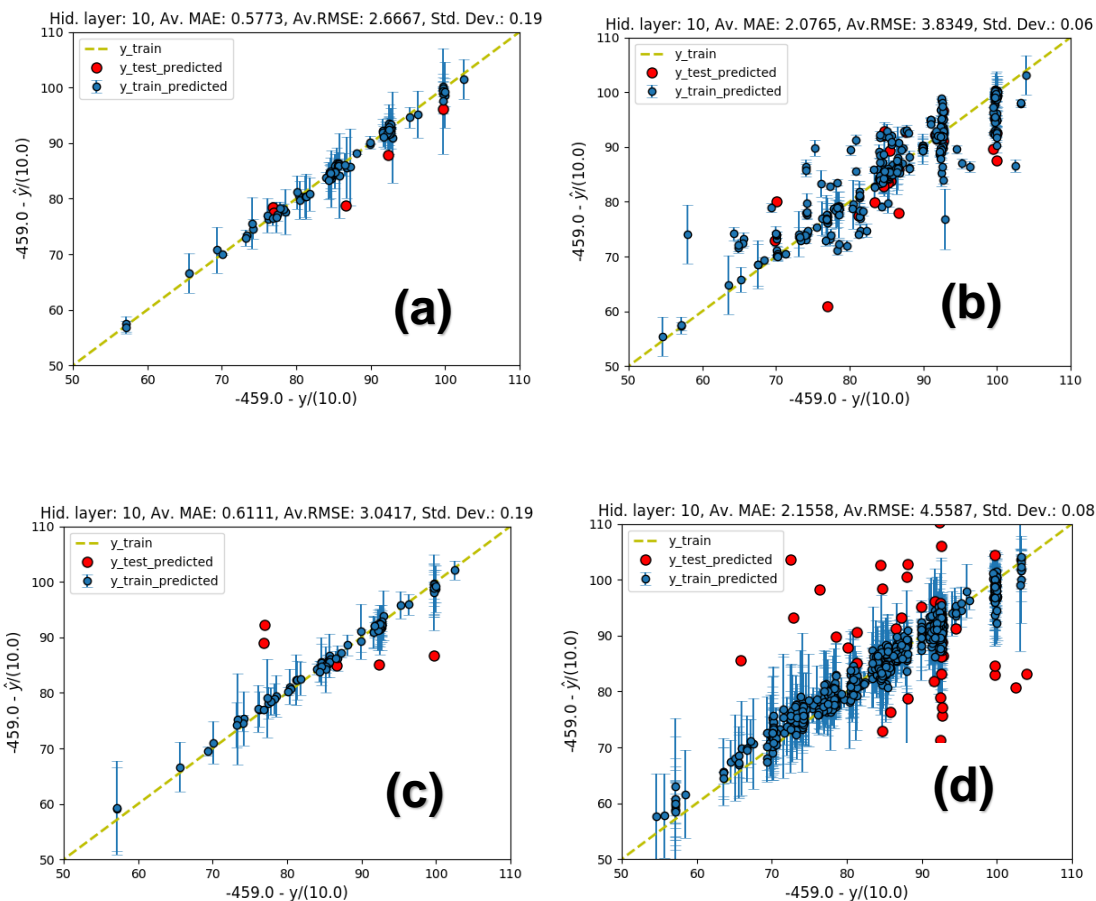 Hid. layer: 10, Av. MAE: 0.5773, Av.RMSE: 2.6667, Std. Dev.: 0.19
110
100
90
80
70
60
50
-459.0 - ŷ/(10.0)
y_train
y_test_predicted
y_train_predicted
(a)
50 60 70 80 90 100 110
-459.0 - y/(10.0)
Hid. layer: 10, Av. MAE: 2.0765, Av.RMSE: 3.8349, Std. Dev.: 0.06
110
100
90
80
70
60
50
-459.0 - ŷ/(10.0)
y_train
y_test_predicted
y_train_predicted
(b)
50 60 70 80 90 100 110
-459.0 - y/(10.0)
Hid. layer: 10, Av. MAE: 0.6111, Av.RMSE: 3.0417, Std. Dev.: 0.19
110
100
90
80
70
60
50
-459.0 - ŷ/(10.0)
y_train
y_test_predicted
y_train_predicted
(c)
50 60 70 80 90 100 110
-459.0 - y/(10.0)
Hid. layer: 10, Av. MAE: 2.1558, Av.RMSE: 4.5587, Std. Dev.: 0.08
110
100
90
80
70
60
50
-459.0 - ŷ/(10.0)
y_train
y_test_predicted
y_train_predicted
(d)
50 60 70 80 90 100 110
-459.0 - y/(10.0)